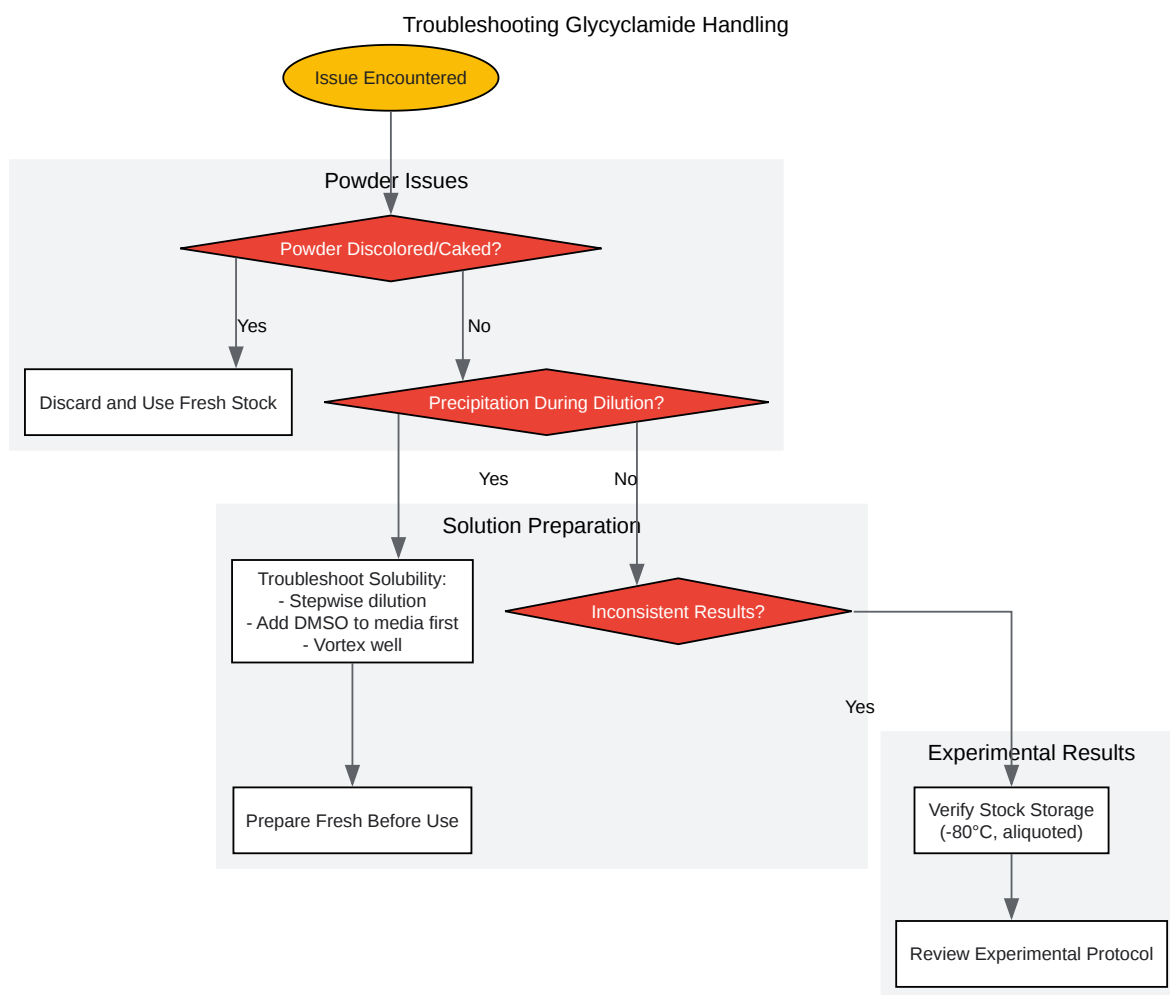 Troubleshooting Glycyclamide Handling
Issue Encountered
Powder Issues
Powder Discolored/Caked?
Yes
No
Discard and Use Fresh Stock
Precipitation During Dilution?
Yes
No
Solution Preparation
Troubleshoot Solubility:
- Stepwise dilution
- Add DMSO to media first
- Vortex well
Inconsistent Results?
Yes
Experimental Results
Prepare Fresh Before Use
Verify Stock Storage
(-80°C, aliquoted)
Review Experimental Protocol